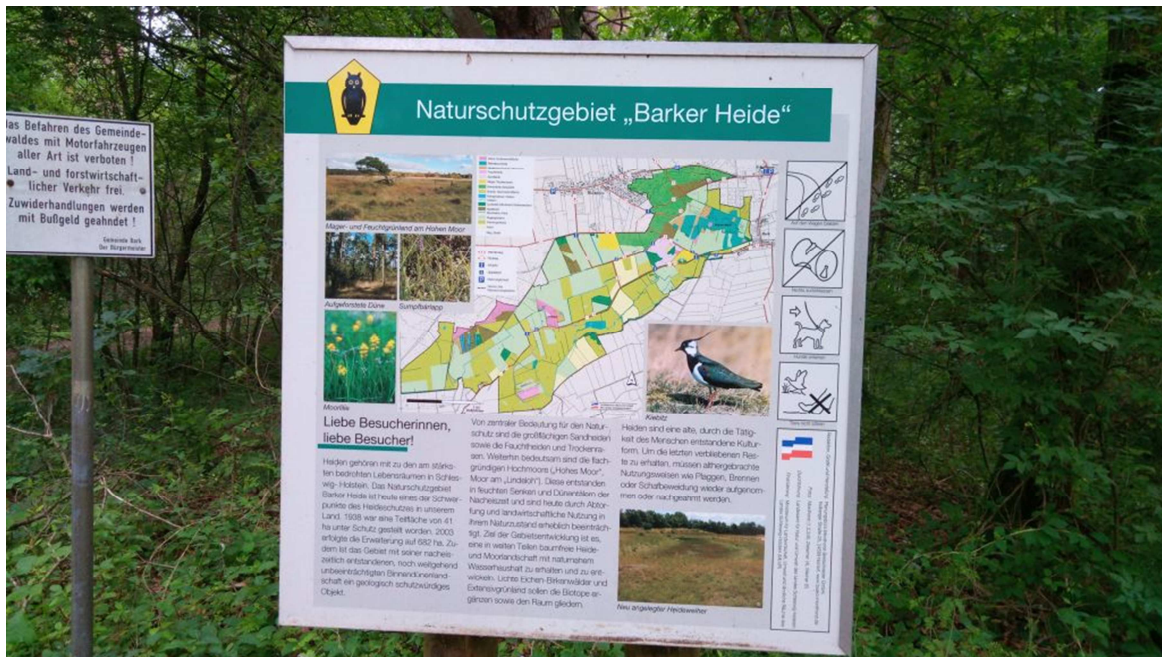 Das Befahren des Gemeinde-
waldes mit Motorfahrzeugen
aller Art ist verboten !
Land- und forstwirtschaft-
licher Verkehr frei.
Zuwiderhandlungen werden
mit Bußgeld geahndet !
Gemeinde Bark
Der Bürgermeister
Naturschutzgebiet „Barker Heide“
Mager- und Feuchtgrünland am Hohen Moor
Aufgeforstete Düne
Sumpfbärlapp
Moorlilie
Kiebitz
Auf den Wegen bleiben
Hunde anleinen
Liebe Besucherinnen,
liebe Besucher!
Heiden gehören mit zu den am stärks-
ten bedrohten Lebensräumen in Schles-
wig- Holstein. Das Naturschutzgebiet
Barker Heide ist heute eines der Schwer-
punkte des Heideschutzes in unserem
Land. 1938 war eine Teilfläche von 41
ha unter Schutz gestellt worden. 2003
erfolgte die Erweiterung auf 682 ha. Zu-
dem ist das Gebiet mit seiner nacheis-
zeitlich entstandenen, noch weitgehend
unbeeinträchtigten Binnendünenland-
schaft ein geologisch schutzwürdiges
Objekt.
Von zentraler Bedeutung für den Natur-
schutz sind die großflächigen Sandheiden
sowie die Feuchtheiden und Trockenra-
sen. Weiterhin bedeutsam sind die flach-
gründigen Hochmoore („Hohes Moor“,
Moor am „Lindeloh“). Diese entstanden
in feuchten Senken und Dünentälern der
Nacheiszeit und sind heute durch Abtor-
fung und landwirtschaftliche Nutzung in
ihrem Naturzustand erheblich beeinträch-
tigt. Ziel der Gebietsentwicklung ist es,
eine in weiten Teilen baumfreie Heide-
und Moorlandschaft mit naturnahem
Wasserhaushalt zu erhalten und zu ent-
wickeln. Lichte Eichen-Birkenwälder und
Extensivgrünland sollen die Biotope er-
gänzen sowie den Raum gliedern.
Heiden sind eine alte, durch die Tätig-
keit des Menschen entstandene Kultur-
form. Um die letzten verbliebenen Res-
te zu erhalten, müssen althergebrachte
Nutzungsweisen wie Plaggen, Brennen
oder Schafbeweidung wieder aufgenom-
men oder nachgeahmt werden.
Neu angelegter Heideweiher